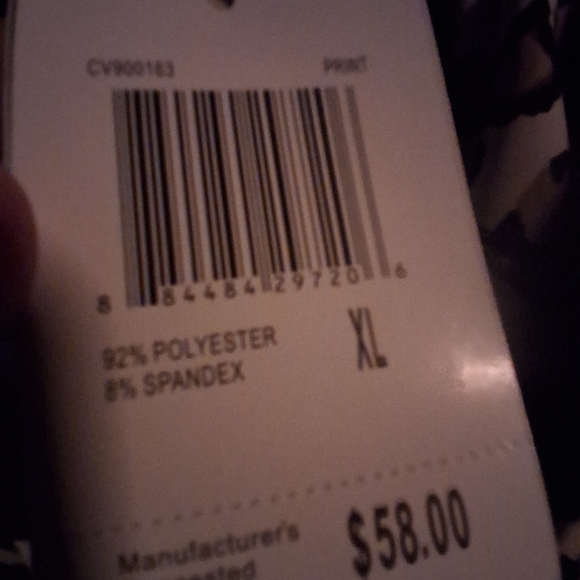 CV900163 PRINT
8 84484 29720 6
92% POLYESTER XL
8% SPANDEX
Manufacturer's $58.00